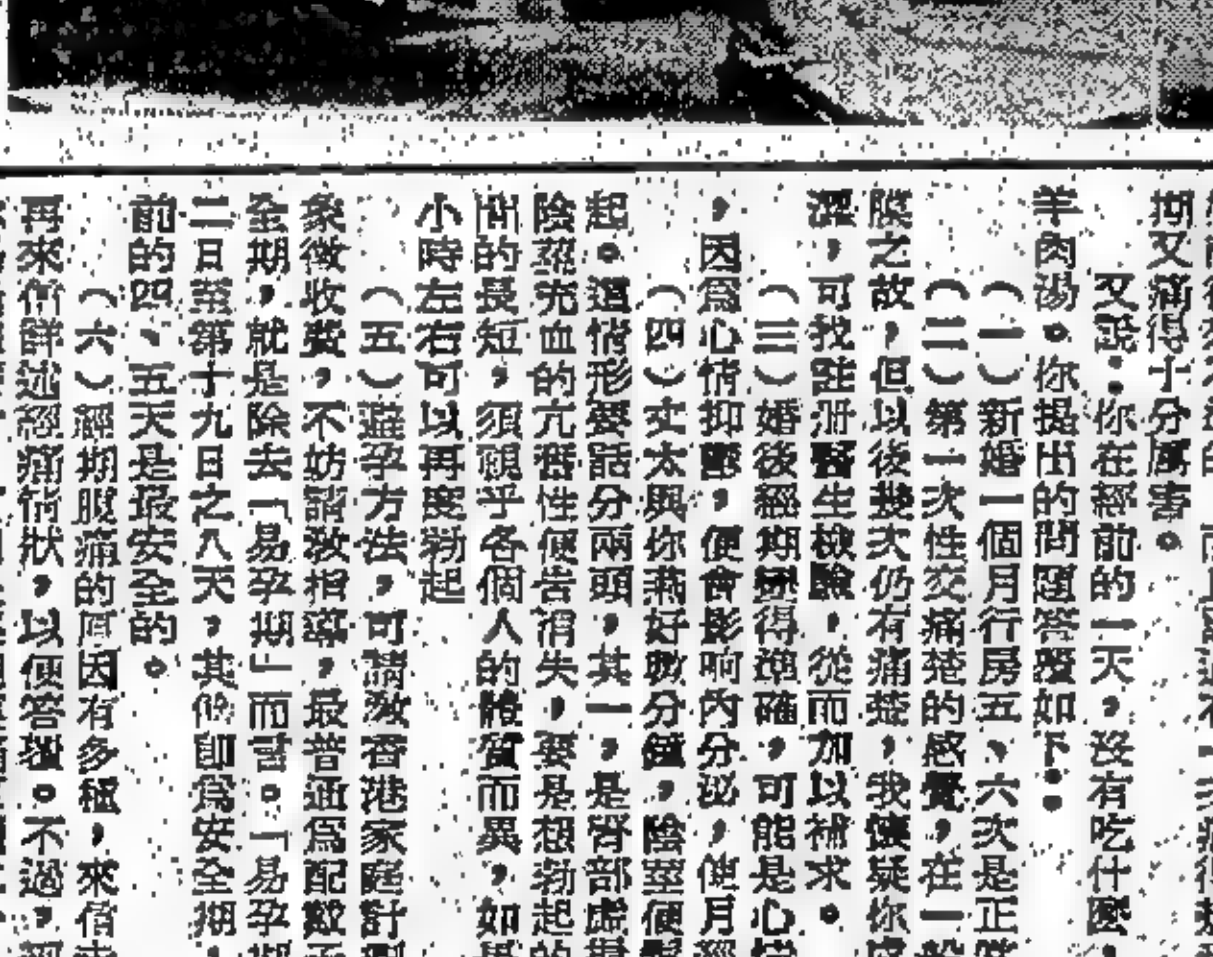 期又痛得十分厲害。
又說:你在經前的一天,沒有吃什麼,
羊肉湯。你提出的問題答覆如下:
(一)新婚一個月行房五、六次是正常
(二)第一次性交痛楚的感覺,在一般
膜之故,但以後幾次仍有痛楚,我懷疑你
澀,可找註冊醫生檢驗,從而加以補求。
(三)婚後經期變得準確,可能是心情
,因爲心情抑鬱,便會影响內分泌,使月經
(四)丈太與你栽好數分鐘,陰莖便
起。這情形要話分兩頭,其一,是腎部虛
陰莖充血的亢奮性便告消失,要是想勃起的
間的長短,須視乎各個人的體質而異,如
小時左右可以再度勃起
(五)避孕方法,可請敎香港家庭計劃
象徵收費,不妨請敎指導,最普通爲配戴
全期,就是除去「易孕期」而言。「易孕期
二日至第十九日之八天,其他即爲安全期,
前的四、五天是最安全的。
(六)經期腹痛的原因有多種,來信未
再來信詳述經痛情狀,以便答覆。不過,